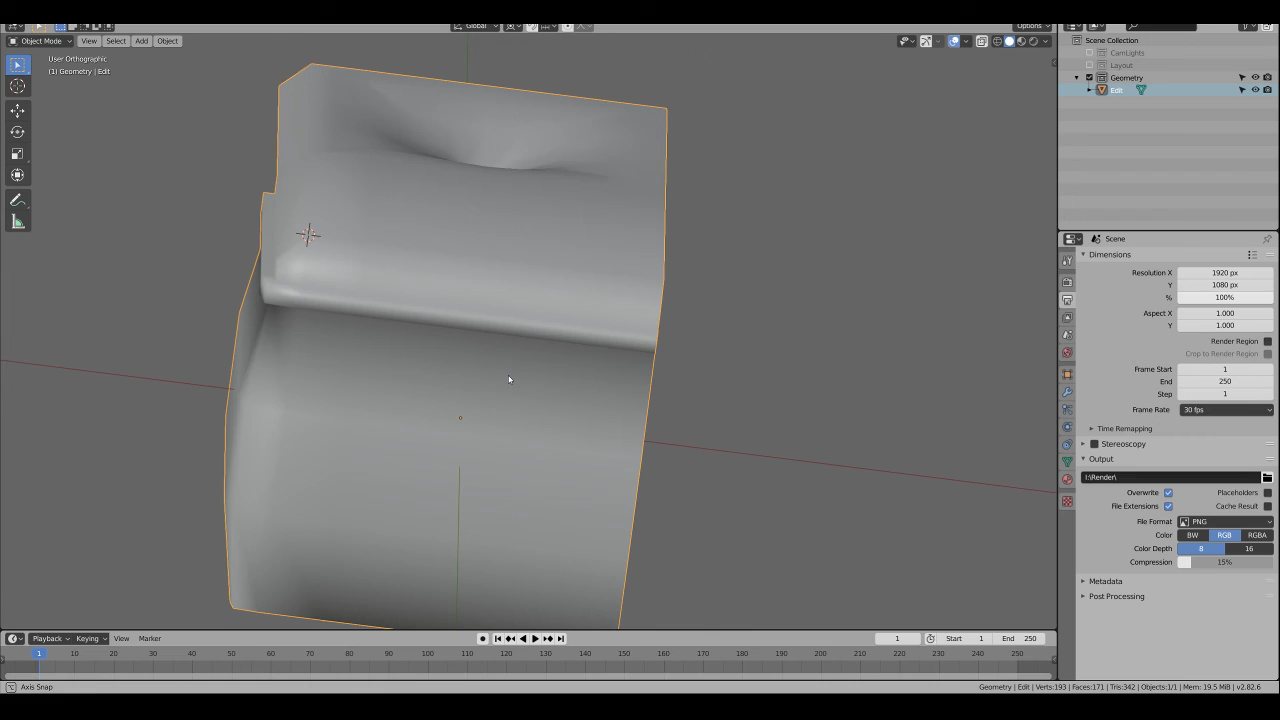 Global
Options
Object Mode View Select Add Object
User Orthographic
(1) Geometry | Edit
Scene Collection
CamLights
Layout
Geometry
Edit
Scene
Dimensions
Resolution X 1920 px
Y 1080 px
% 100%
Aspect X 1.000
Y 1.000
Render Region
Crop to Render Region
Frame Start 1
End 250
Step 1
Frame Rate 30 fps
Time Remapping
Stereoscopy
Output
I:\Render\
Overwrite Placeholders
File Extensions Cache Result
File Format PNG
Color BW RGB RGBA
Color Depth 8 16
Compression 15%
Metadata
Post Processing
Playback Keying View Marker 1 Start 1 End 250
1 10 20 30 40 50 60 70 80 90 100 110 120 130 140 150 160 170 180 190 200 210 220 230 240 250
Axis Snap
Geometry | Edit | Verts:193 | Faces:171 | Tris:342 | Objects:1/1 | Mem: 19.5 MiB | v2.82.6